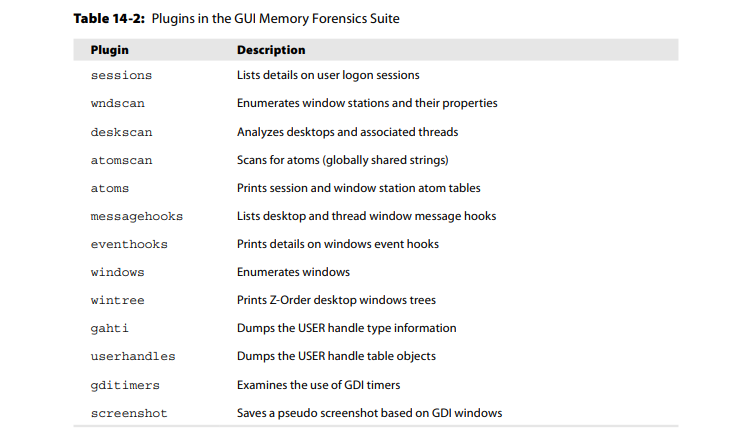 Table 14-2: Plugins in the GUI Memory Forensics Suite
Plugin Description
sessions Lists details on user logon sessions
wndscan Enumerates window stations and their properties
deskscan Analyzes desktops and associated threads
atomscan Scans for atoms (globally shared strings)
atoms Prints session and window station atom tables
messagehooks Lists desktop and thread window message hooks
eventhooks Prints details on windows event hooks
windows Enumerates windows
wintree Prints Z-Order desktop windows trees
gahti Dumps the USER handle type information
userhandles Dumps the USER handle table objects
gditimers Examines the use of GDI timers
screenshot Saves a pseudo screenshot based on GDI windows